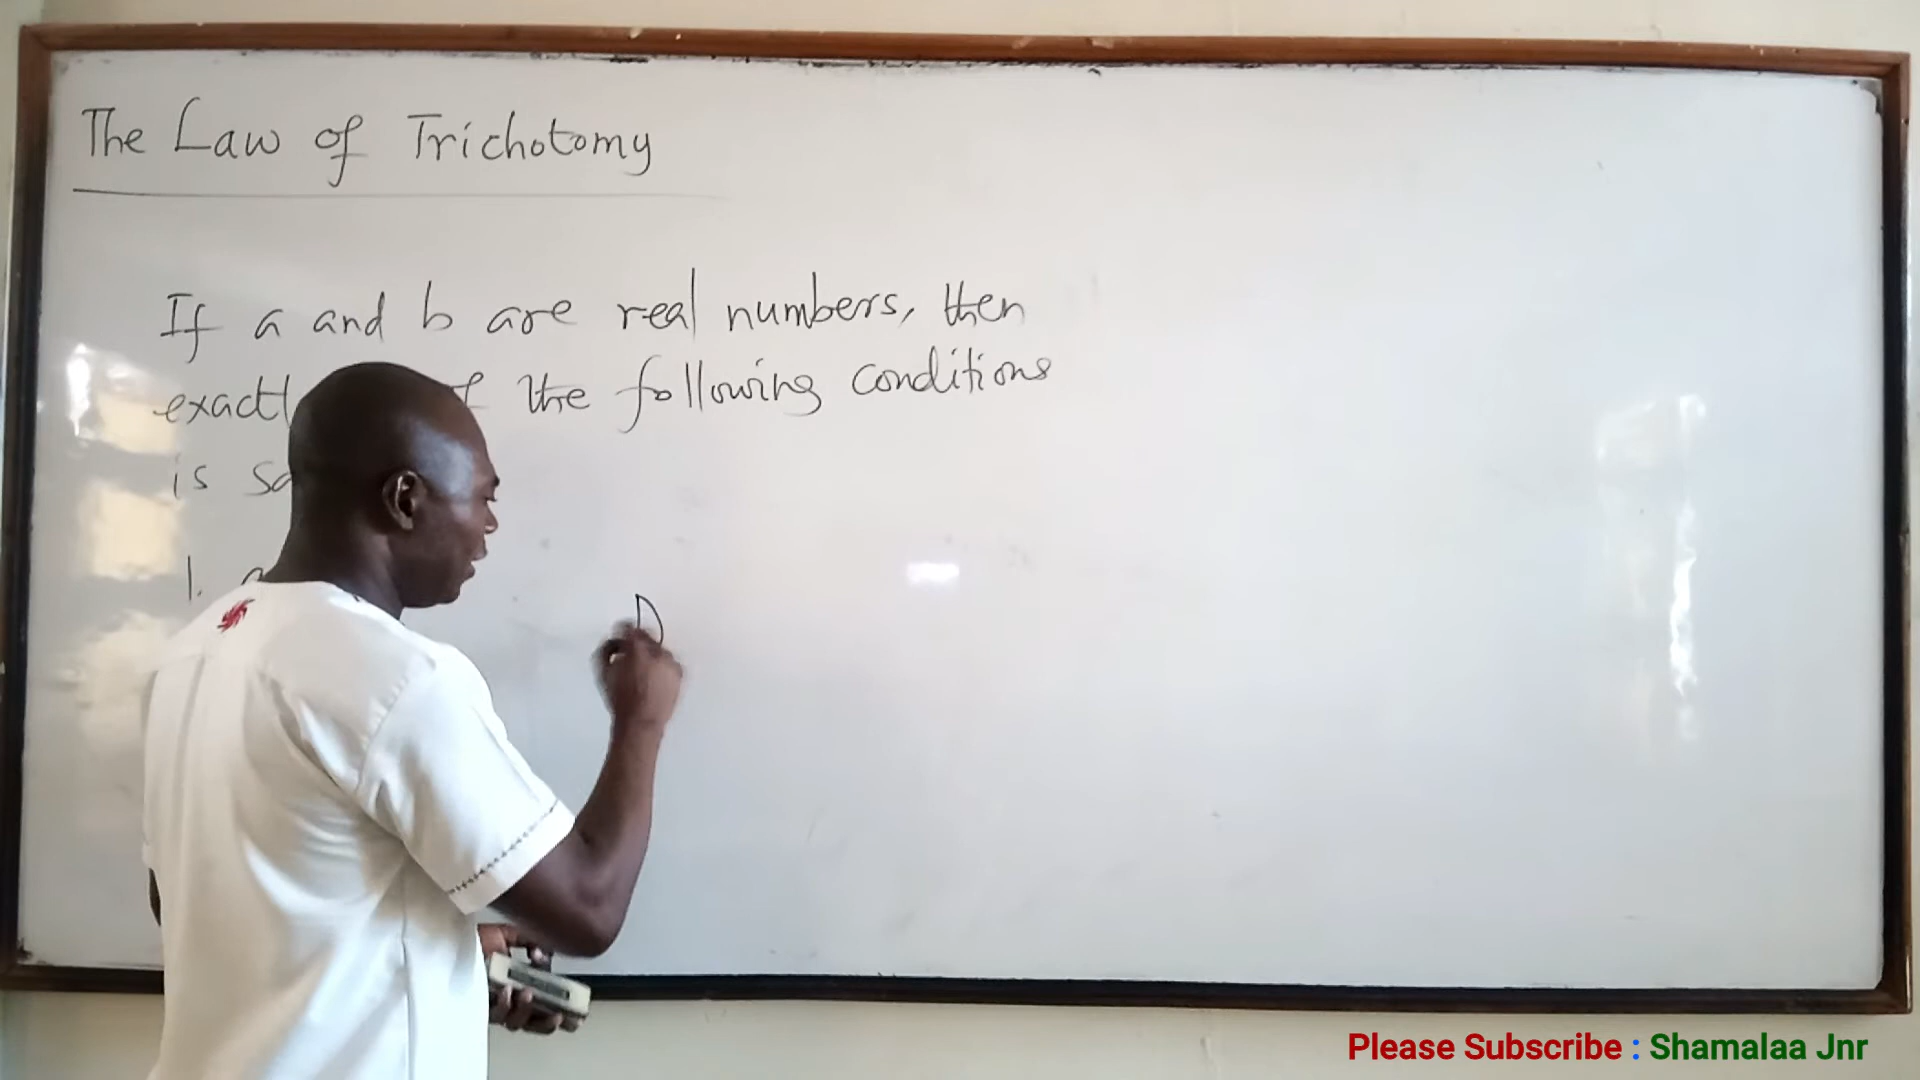 The Law of Trichotomy
If a and b are real numbers, then
the following conditions
is
1.
Please Subscribe : Shamalaa Jnr